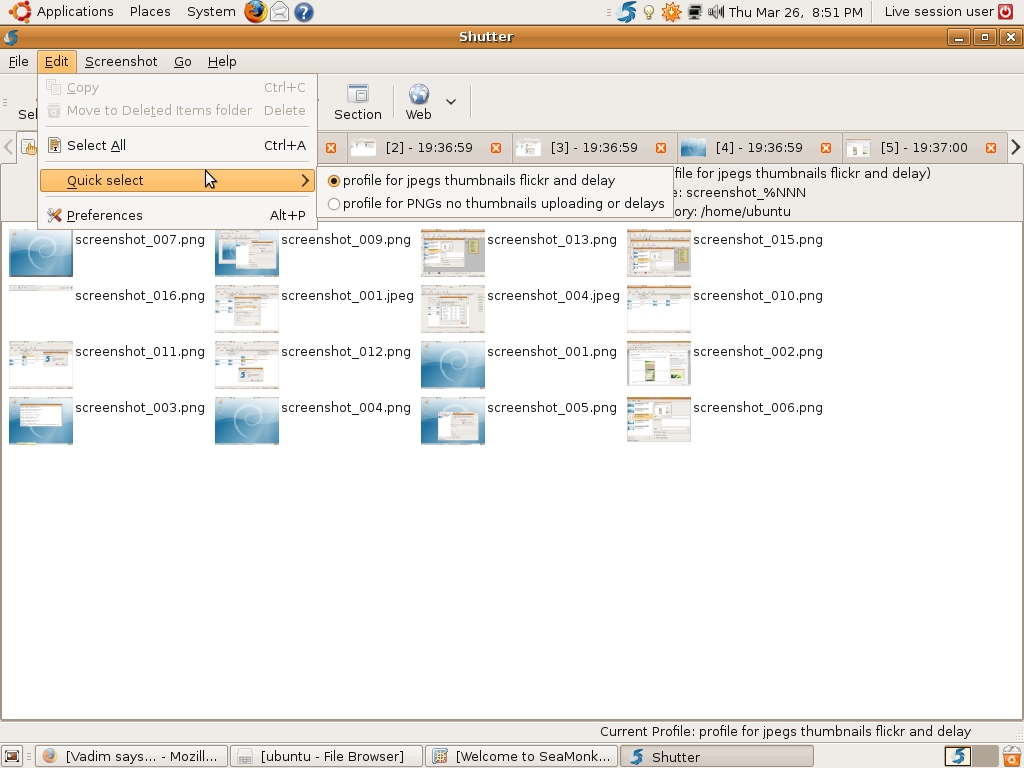 Applications Places System Thu Mar 26, 8:51 PM Live session user
Shutter
File Edit Screenshot Go Help
Copy Ctrl+C
Move to Deleted Items folder Delete
Select All Ctrl+A
Quick select
Preferences Alt+P
profile for jpegs thumbnails flickr and delay
profile for PNGs no thumbnails uploading or delays
Sel
Section
Web
[2] - 19:36:59 [3] - 19:36:59 [4] - 19:36:59 [5] - 19:37:00
file for jpegs thumbnails flickr and delay)
e: screenshot_%NNN
ory: /home/ubuntu
screenshot_007.png screenshot_009.png screenshot_013.png screenshot_015.png
screenshot_016.png screenshot_001.jpeg screenshot_004.jpeg screenshot_010.png
screenshot_011.png screenshot_012.png screenshot_001.png screenshot_002.png
screenshot_003.png screenshot_004.png screenshot_005.png screenshot_006.png
Current Profile: profile for jpegs thumbnails flickr and delay
[Vadim says... - Mozill... [ubuntu - File Browser] [Welcome to SeaMonk... Shutter